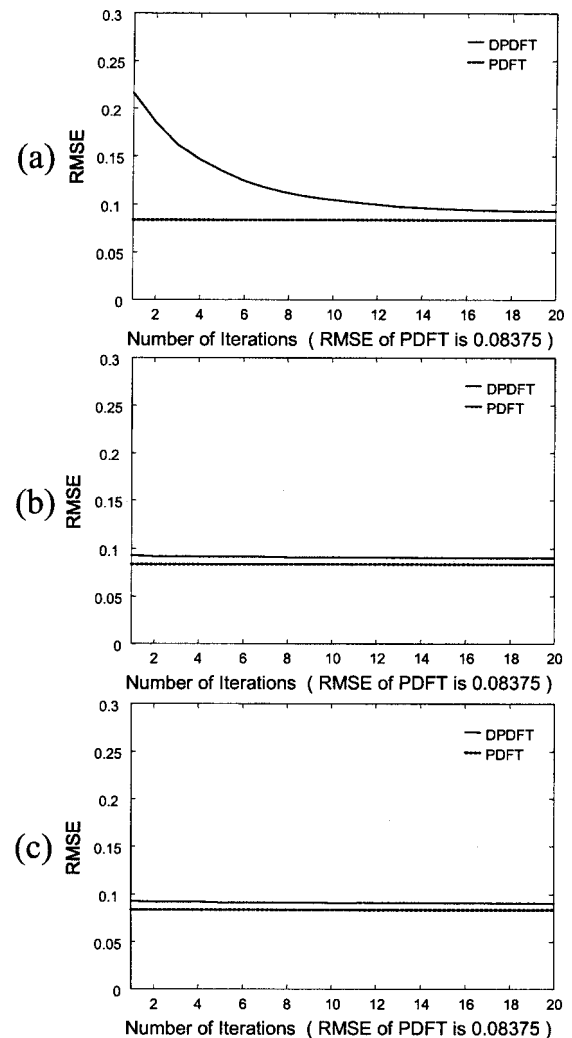 (a)
RMSE
0.3
0.25
0.2
0.15
0.1
0.05
0
DPDFT
PDFT
2 4 6 8 10 12 14 16 18 20
Number of Iterations ( RMSE of PDFT is 0.08375 )
(b)
RMSE
0.3
0.25
0.2
0.15
0.1
0.05
0
DPDFT
PDFT
2 4 6 8 10 12 14 16 18 20
Number of Iterations ( RMSE of PDFT is 0.08375 )
(c)
RMSE
0.3
0.25
0.2
0.15
0.1
0.05
0
DPDFT
PDFT
2 4 6 8 10 12 14 16 18 20
Number of Iterations ( RMSE of PDFT is 0.08375 )